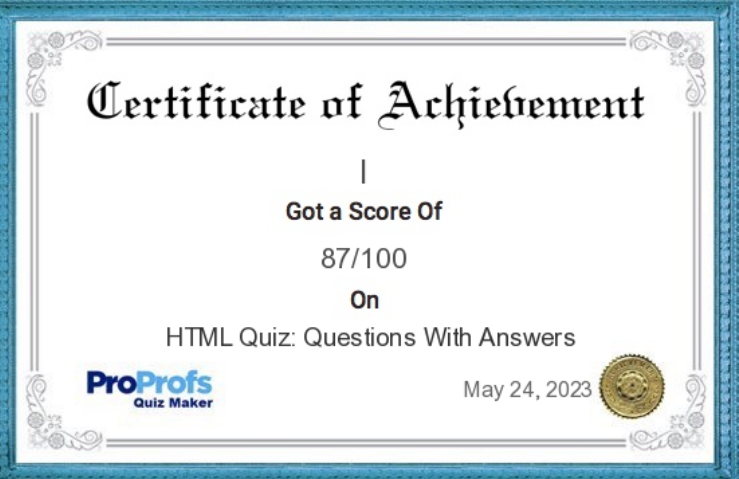 Certificate of Achievement
|
Got a Score Of
87/100
On
HTML Quiz: Questions With Answers
ProProfs
Quiz Maker
May 24, 2023